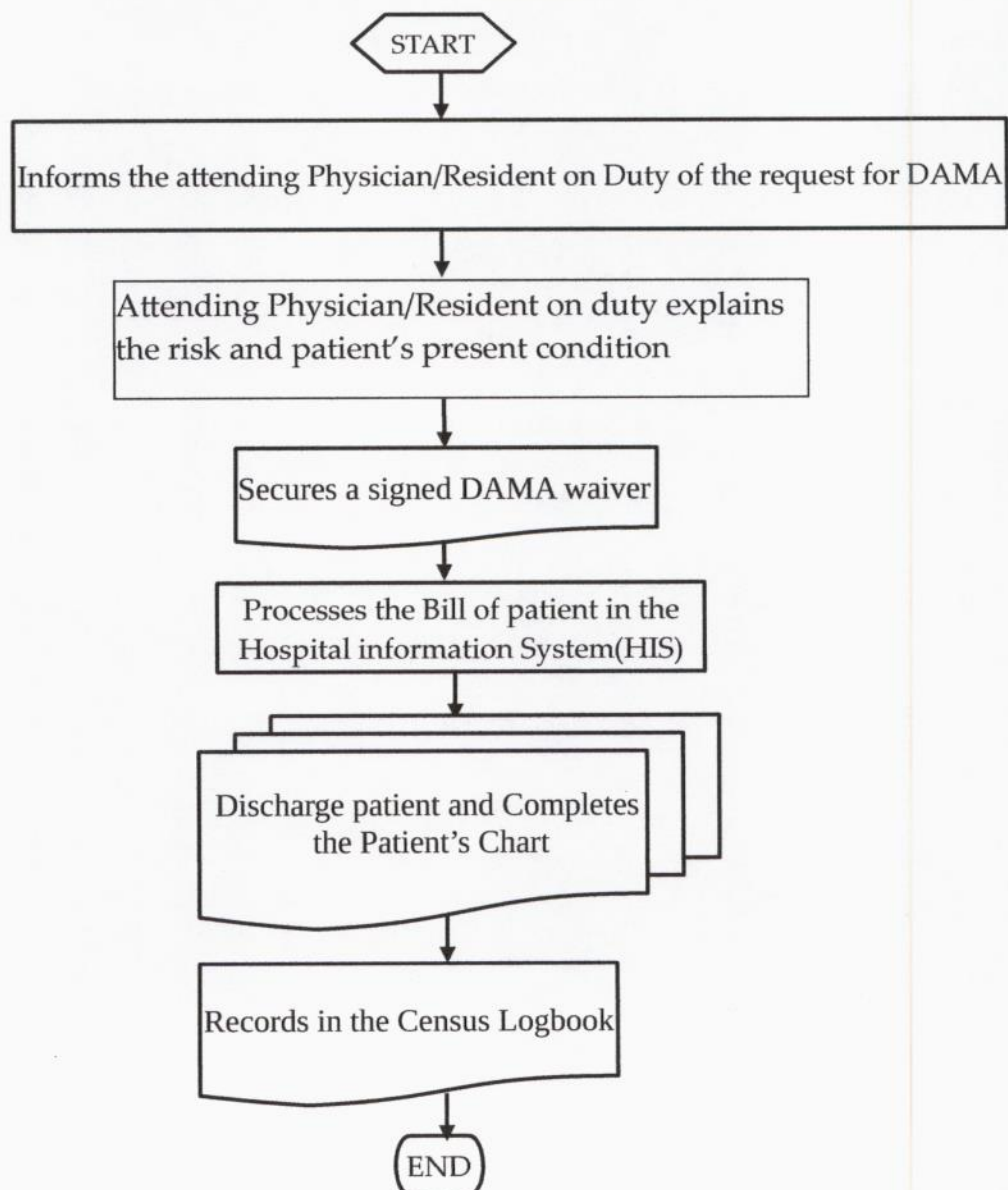 START
Informs the attending Physician/Resident on Duty of the request for DAMA
Attending Physician/Resident on duty explains
the risk and patient's present condition
Secures a signed DAMA waiver
Processes the Bill of patient in the
Hospital information System(HIS)
Discharge patient and Completes
the Patient's Chart
Records in the Census Logbook
END